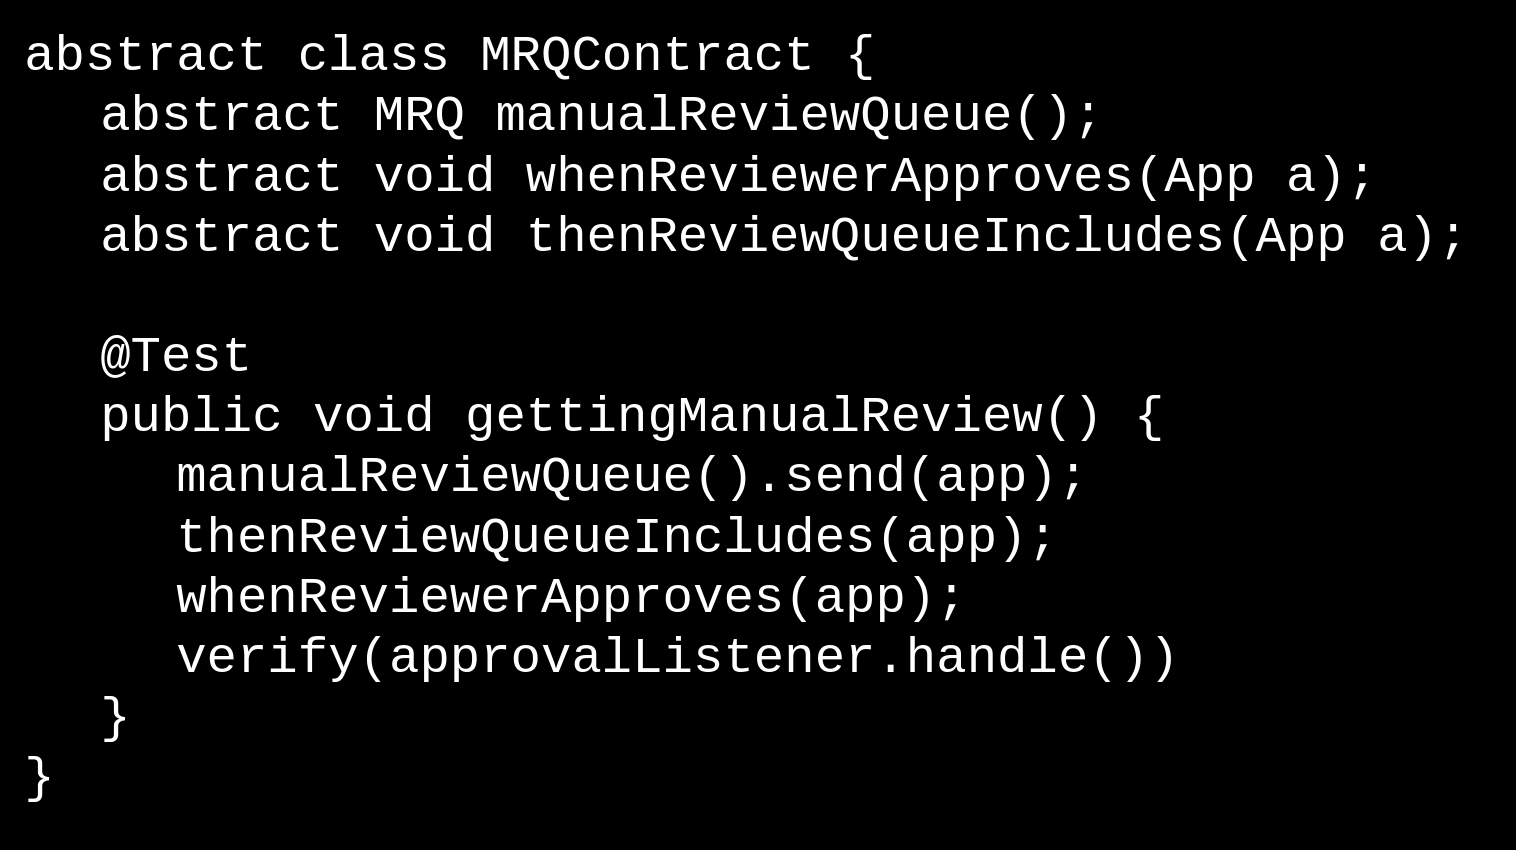 abstract class MRQContract {
   abstract MRQ manualReviewQueue();
   abstract void whenReviewerApproves(App a);
   abstract void thenReviewQueueIncludes(App a);

   @Test
   public void gettingManualReview() {
      manualReviewQueue().send(app);
      thenReviewQueueIncludes(app);
      whenReviewerApproves(app);
      verify(approvalListener.handle())
   }
}